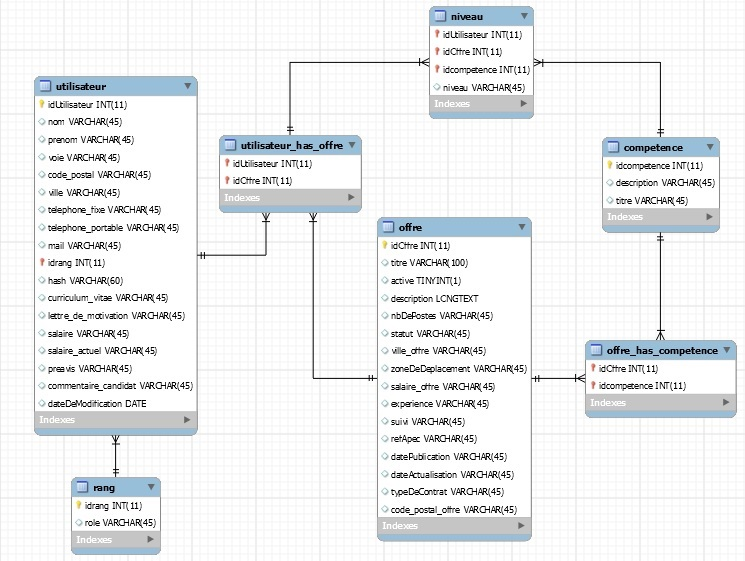 niveau
idUtilisateur INT(11)
idOffre INT(11)
idcompetence INT(11)
niveau VARCHAR(45)
Indexes
utilisateur
idUtilisateur INT(11)
nom VARCHAR(45)
prenom VARCHAR(45)
voie VARCHAR(45)
code_postal VARCHAR(45)
ville VARCHAR(45)
telephone_fixe VARCHAR(45)
telephone_portable VARCHAR(45)
mail VARCHAR(45)
idrang INT(11)
hash VARCHAR(60)
curriculum_vitae VARCHAR(45)
lettre_de_motivation VARCHAR(45)
salaire VARCHAR(45)
salaire_actuel VARCHAR(45)
preavis VARCHAR(45)
commentaire_candidat VARCHAR(45)
dateDeModification DATE
Indexes
utilisateur_has_offre
idUtilisateur INT(11)
idOffre INT(11)
Indexes
competence
idcompetence INT(11)
description VARCHAR(45)
titre VARCHAR(45)
Indexes
offre
idOffre INT(11)
titre VARCHAR(100)
active TINYINT(1)
description LONGTEXT
nbDePostes VARCHAR(45)
statut VARCHAR(45)
ville_offre VARCHAR(45)
zoneDeDeplacement VARCHAR(45)
salaire_offre VARCHAR(45)
experience VARCHAR(45)
suivi VARCHAR(45)
refApec VARCHAR(45)
datePublication VARCHAR(45)
dateActualisation VARCHAR(45)
typeDeContrat VARCHAR(45)
code_postal_offre VARCHAR(45)
Indexes
offre_has_competence
idOffre INT(11)
idcompetence INT(11)
Indexes
rang
idrang INT(11)
role VARCHAR(45)
Indexes